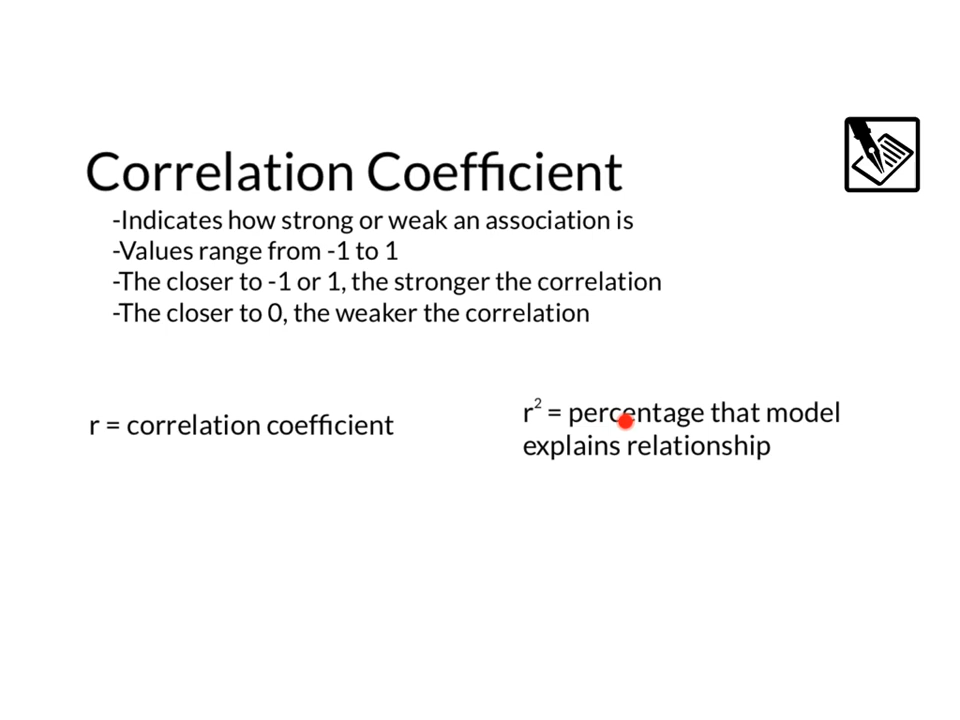 Correlation Coefficient
-Indicates how strong or weak an association is
-Values range from -1 to 1
-The closer to -1 or 1, the stronger the correlation
-The closer to 0, the weaker the correlation
r = correlation coefficient
r² = percentage that model
explains relationship